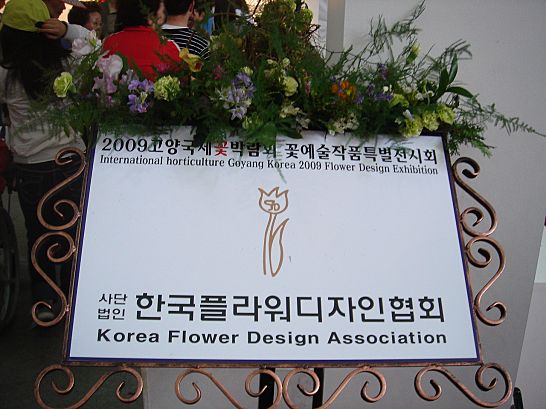 2009고양국제꽃박람회 꽃예술작품특별전시회
International horticulture Goyang Korea 2009 Flower Design Exhibition
사단
법인 한국플라워디자인협회
Korea Flower Design Association